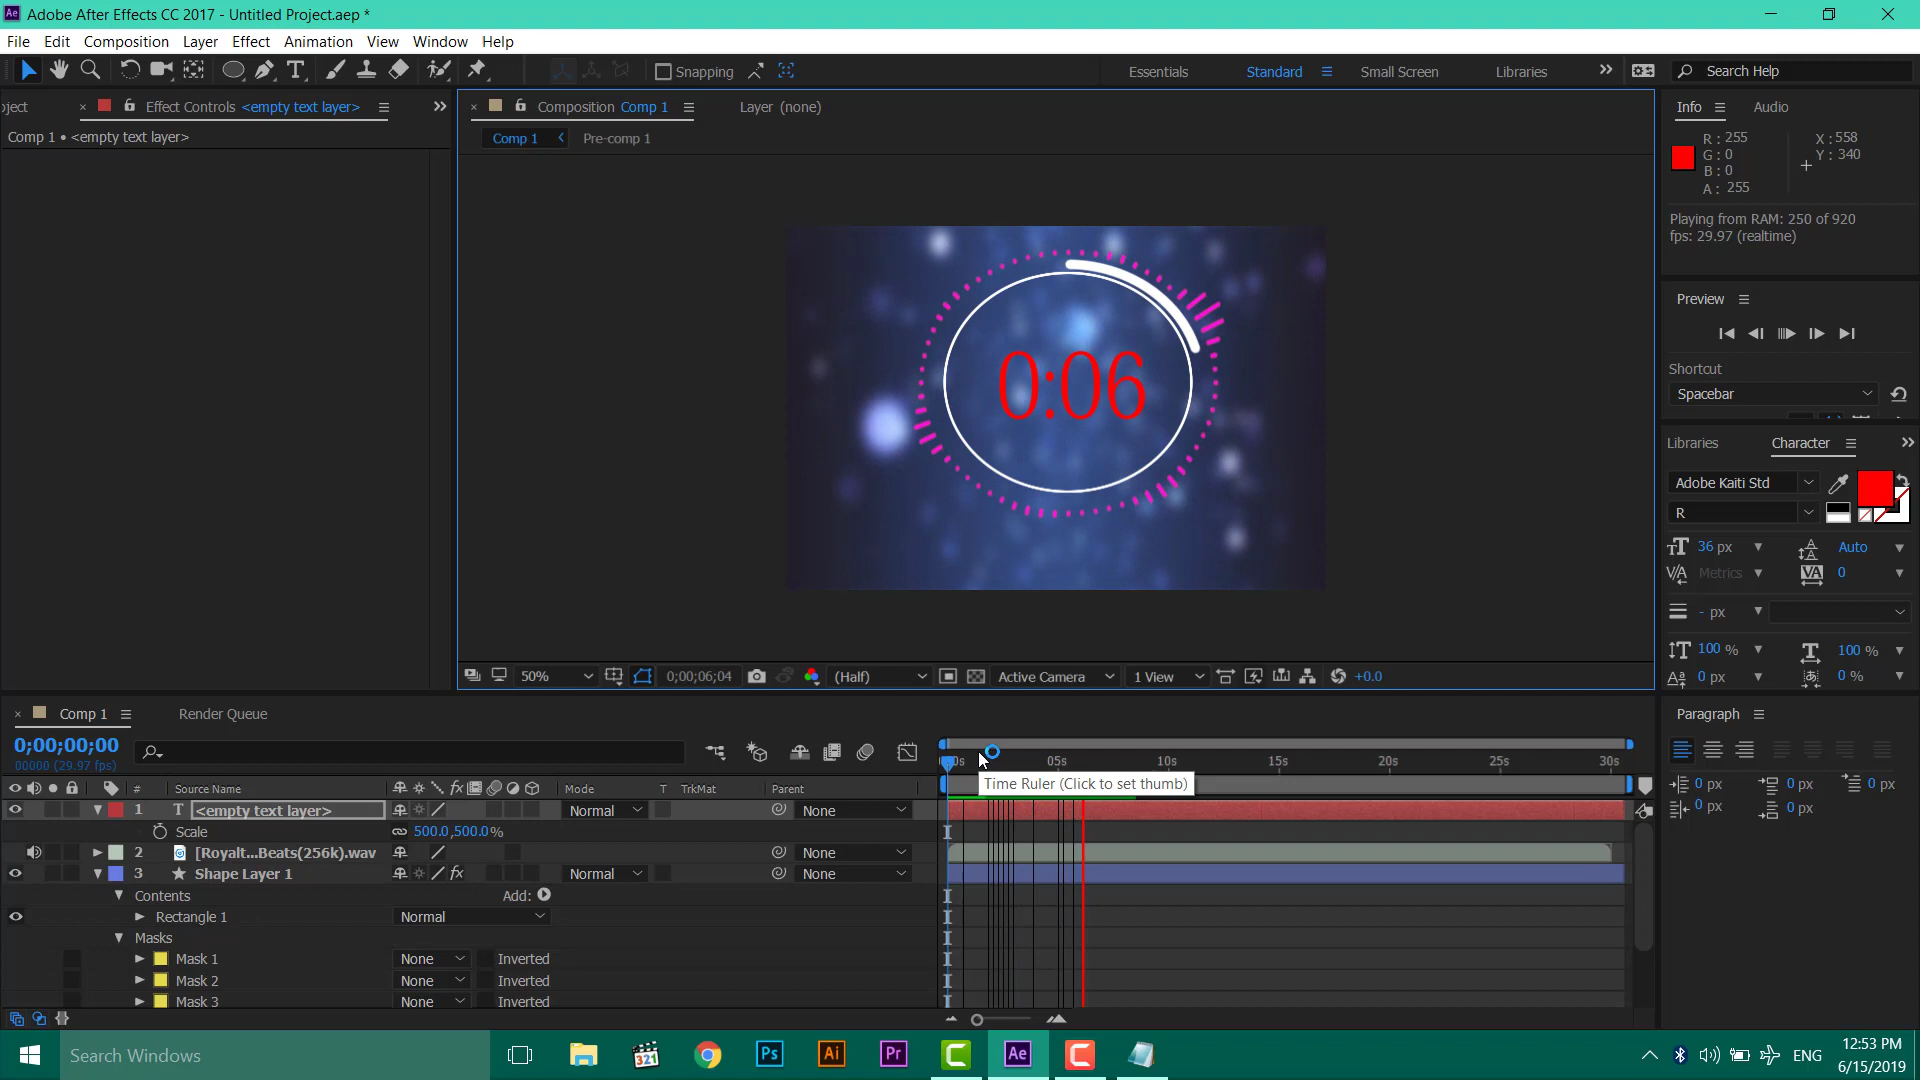 Ae Adobe After Effects CC 2017 - Untitled Project.aep *
File Edit Composition Layer Effect Animation View Window Help
Snapping
Essentials Standard Small Screen Libraries Search Help
oject Effect Controls <empty text layer>
Comp 1 • <empty text layer>
Composition Comp 1 Layer (none)
Comp 1 Pre-comp 1
0:06
50% 0;00;06;04 (Half) Active Camera 1 View +0.0
Info Audio
R : 255 X : 558
G : 0 Y : 340
B : 0
A : 255
Playing from RAM: 250 of 920
fps: 29.97 (realtime)
Preview
Shortcut
Spacebar
Libraries Character
Adobe Kaiti Std
R
36 px Auto
Metrics 0
- px
100 % 100 %
0 px 0 %
Paragraph
0 px 0 px 0 px
0 px 0 px
Comp 1 Render Queue
0;00;00;00
00000 (29.97 fps)
# Source Name Mode T TrkMat Parent
0s 05s 10s 15s 20s 25s 30s
Time Ruler (Click to set thumb)
1 T <empty text layer> Normal None
Scale 500.0,500.0%
2 [Royalt...Beats(256k).wav None
3 Shape Layer 1 Normal None
Contents Add:
Rectangle 1 Normal
Masks
Mask 1 None Inverted
Mask 2 None Inverted
Mask 3 None Inverted
Search Windows
321 Ps Ai Pr Ae
ENG
12:53 PM
6/15/2019